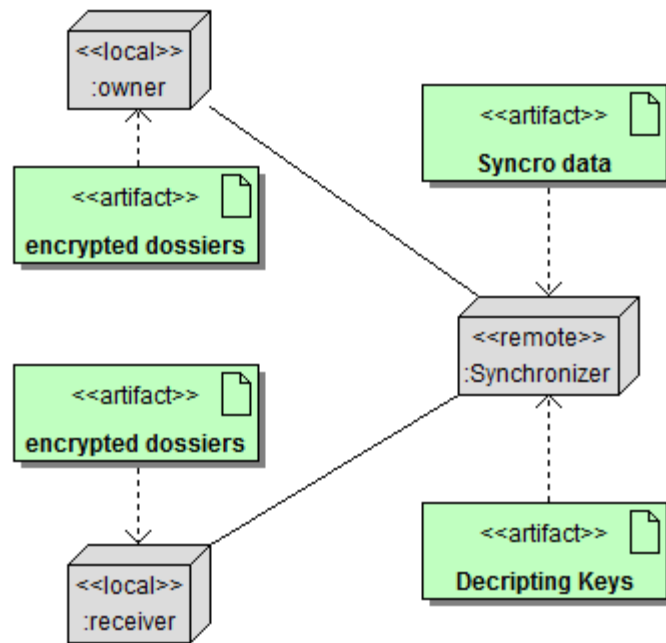 <<local>>
:owner
<<artifact>>
encrypted dossiers
<<artifact>>
Syncro data
<<remote>>
:Synchronizer
<<artifact>>
encrypted dossiers
<<local>>
:receiver
<<artifact>>
Decripting Keys